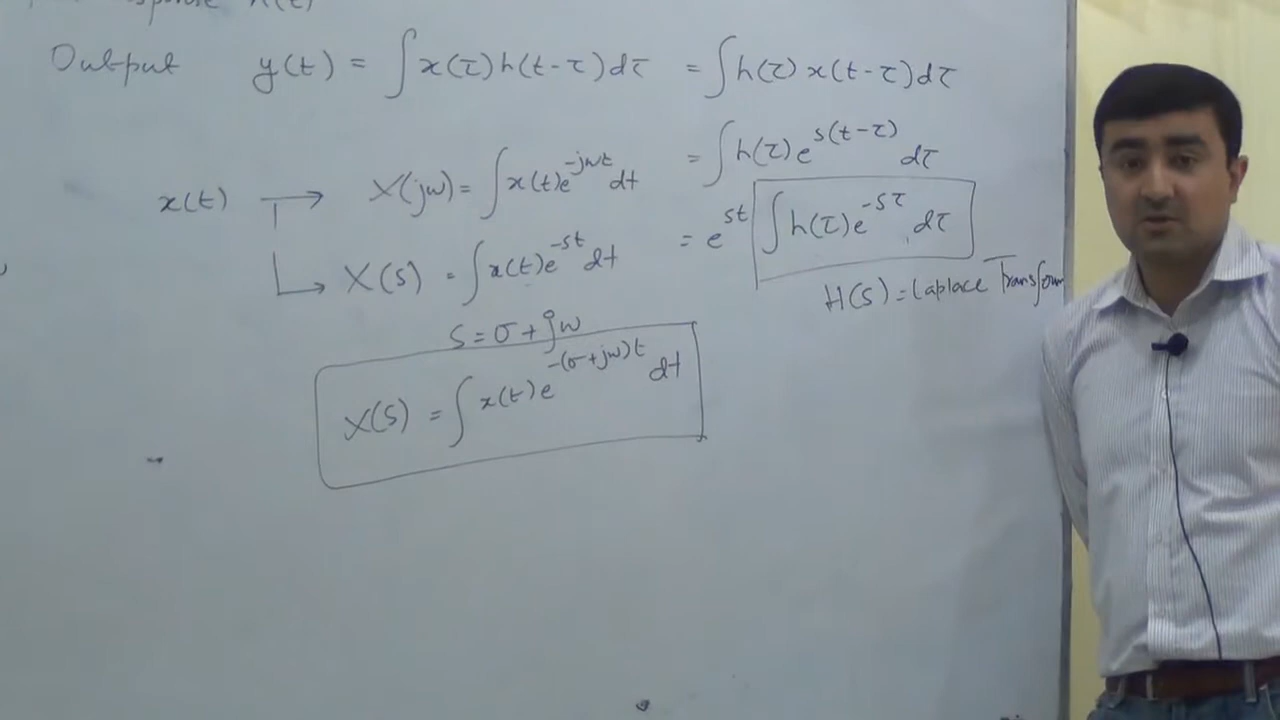 h(t)
Output y(t) = ∫x(τ)h(t-τ)dτ = ∫h(τ)x(t-τ)dτ
= ∫h(τ)e^{s(t-τ)}dτ
x(t) → X(jω) = ∫x(t)e^{-jωt}dt
= e^{st} ∫h(τ)e^{-sτ}dτ
↳ X(s) = ∫x(t)e^{-st}dt
H(s) = Laplace Transform
s = σ + jω
X(s) = ∫x(t)e^{-(σ+jω)t}dt